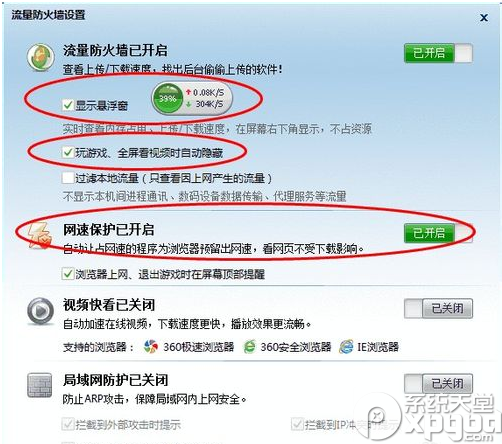 流量防火墙设置
x
流量防火墙已开启
已开启
查看上传/下载速度，找出后台偷偷上传的软件！
显示悬浮窗
39%
0.08K/S
304K/S
实时查看内存占用、上传/下载速度，在屏幕右下角显示，不占资源
玩游戏、全屏看视频时自动隐藏
过滤本地流量（只查看因上网产生的流量）
不显示本机间进程通讯、数码设备数据传输、代理服务等流量
网速保护已开启
已开启
自动让占网速的程序为浏览器预留出网速，看网页不受下载影响。
浏览器上网、退出游戏时在屏幕顶部提醒
视频快看已关闭
已关闭
自动加速在线视频，下载速度更快，播放效果更流畅。
支持的浏览器：
360极速浏览器
360安全浏览器
IE浏览器
局域网防护已关闭
已关闭
防止ARP攻击，保障局域网内上网安全。
拦截到外部攻击时提示
拦截到IP冲突
系统天堂
xpgod.com